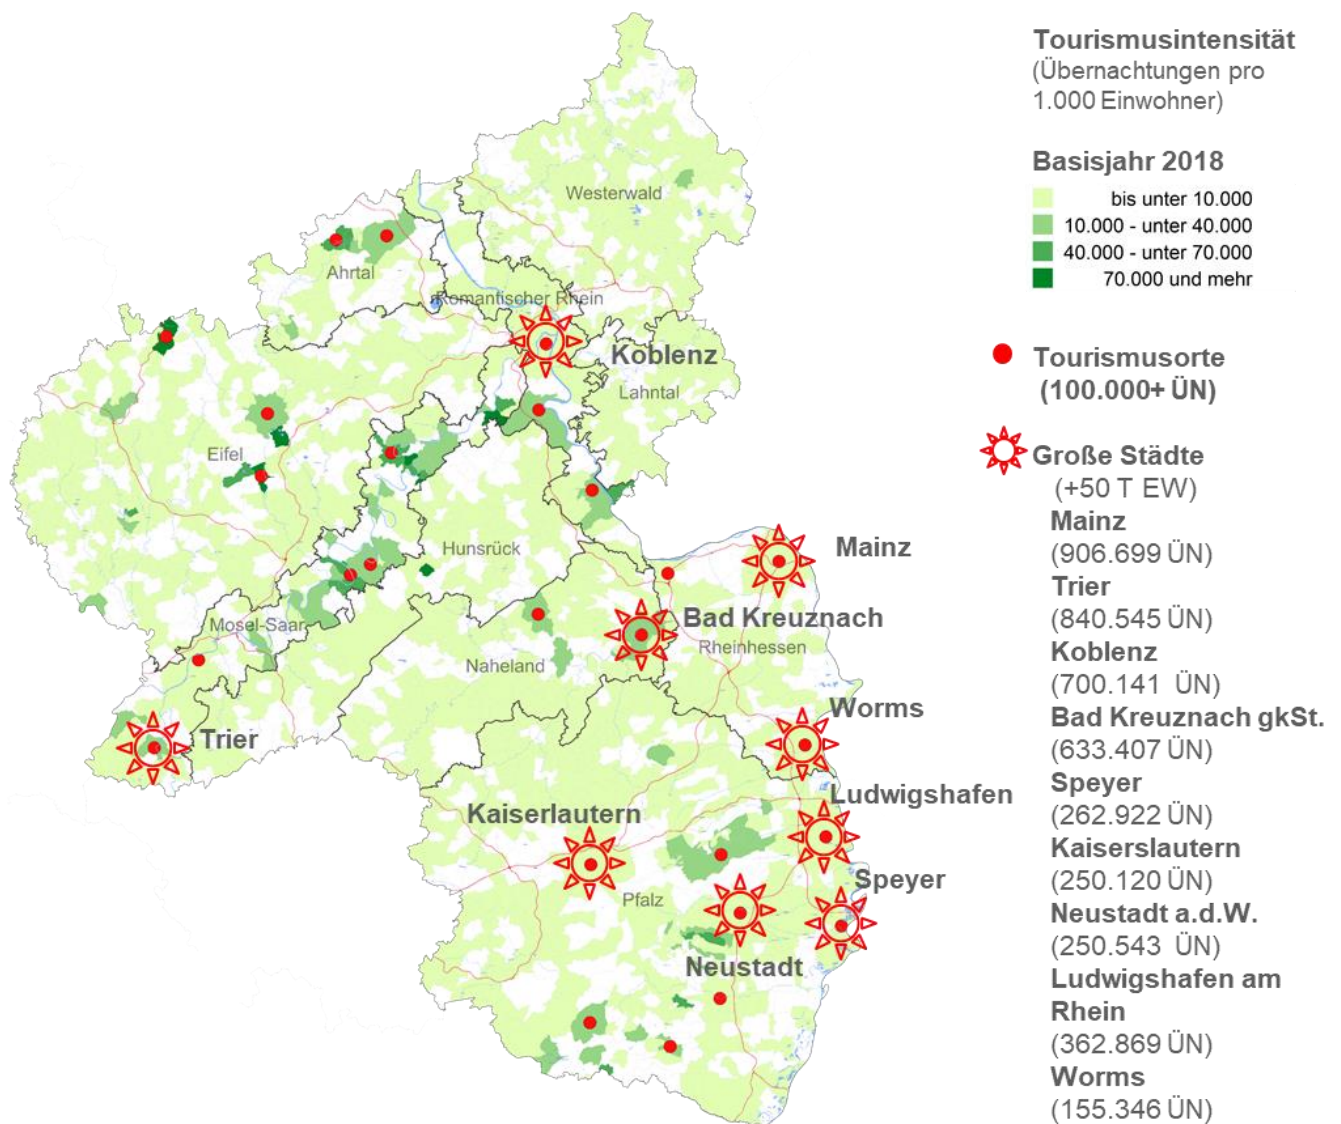 Tourismusintensität
(Übernachtungen pro
1.000 Einwohner)
Basisjahr 2018
bis unter 10.000
10.000 - unter 40.000
40.000 - unter 70.000
70.000 und mehr
Tourismusorte
(100.000+ ÜN)
Große Städte
(+50 T EW)
Mainz
(906.699 ÜN)
Trier
(840.545 ÜN)
Koblenz
(700.141 ÜN)
Bad Kreuznach gkSt.
(633.407 ÜN)
Speyer
(262.922 ÜN)
Kaiserslautern
(250.120 ÜN)
Neustadt a.d.W.
(250.543 ÜN)
Ludwigshafen am
Rhein
(362.869 ÜN)
Worms
(155.346 ÜN)
Westerwald
Ahrtal
Romantischer Rhein
Koblenz
Lahntal
Eifel
Hunsrück
Mainz
Mosel-Saar
Bad Kreuznach
Rheinhessen
Naheland
Worms
Trier
Ludwigshafen
Kaiserlautern
Speyer
Pfalz
Neustadt